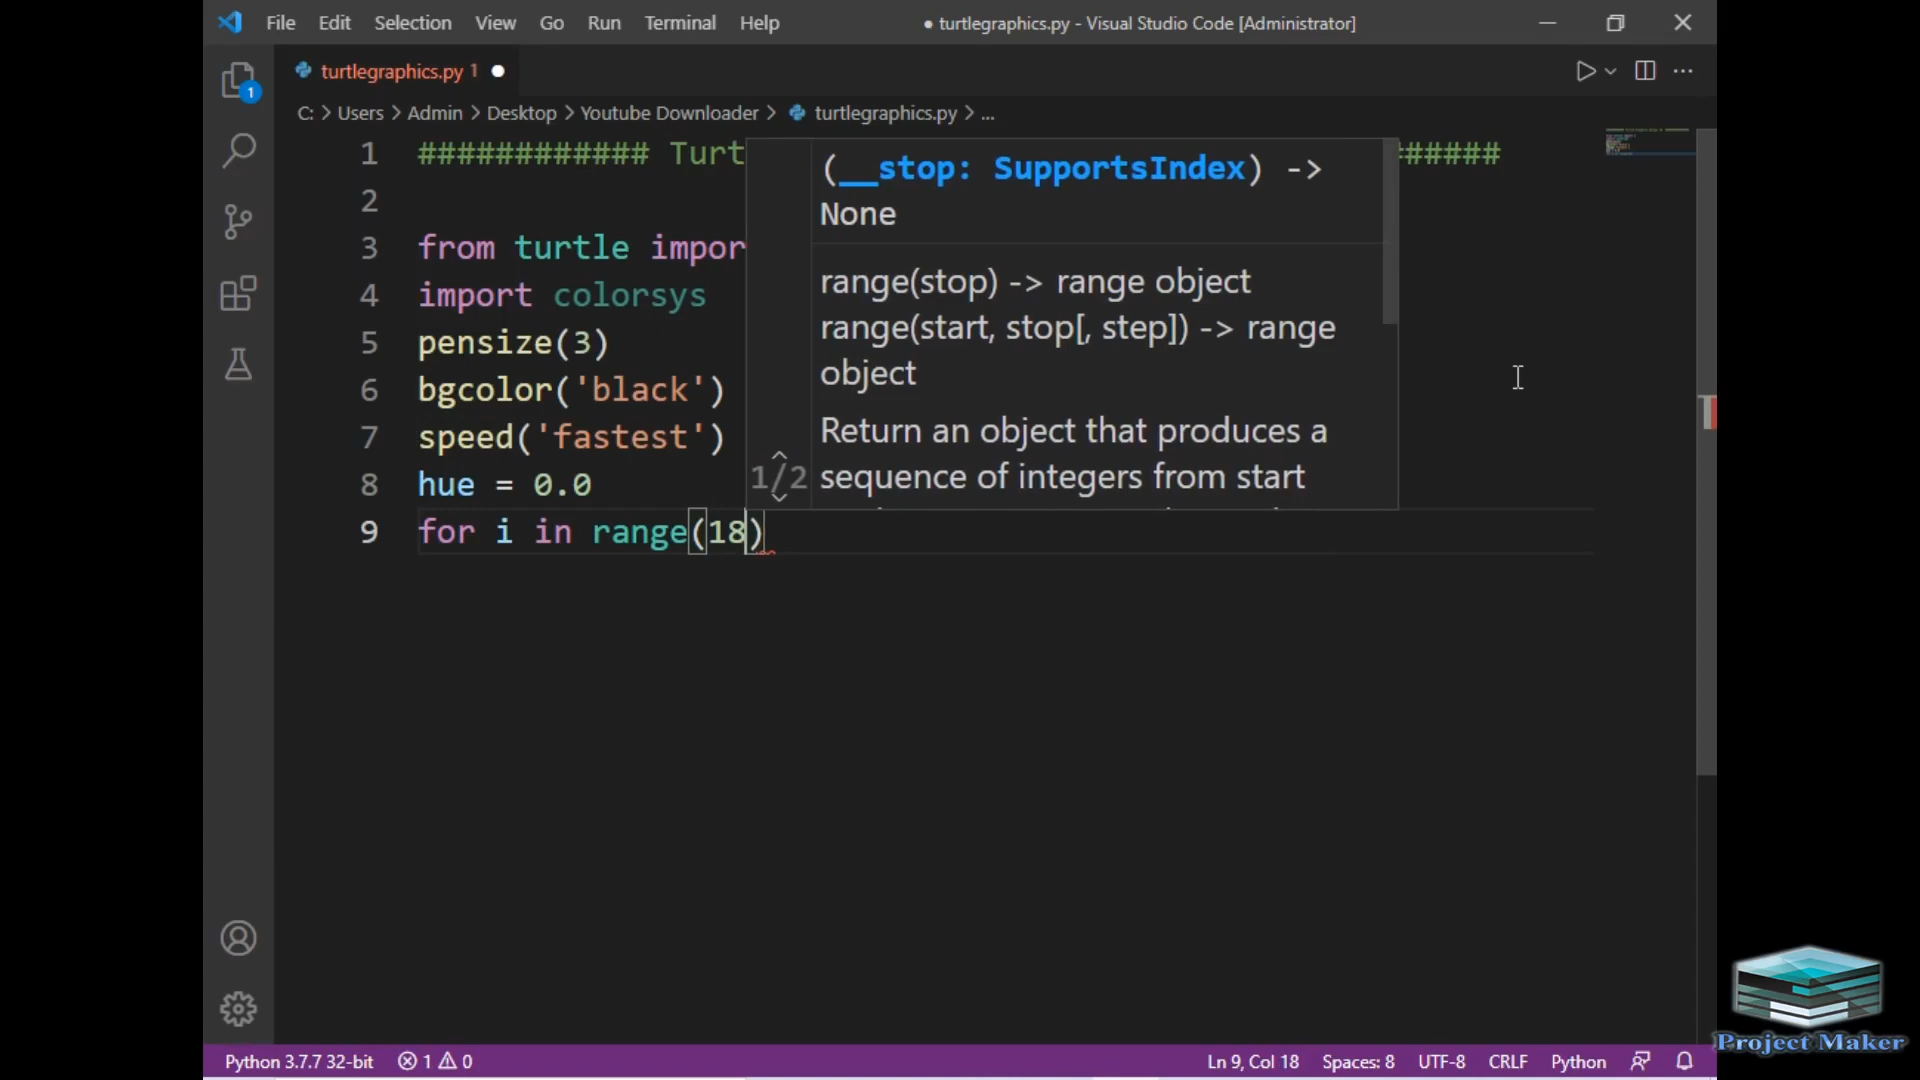 File Edit Selection View Go Run Terminal Help ● turtlegraphics.py - Visual Studio Code [Administrator]
turtlegraphics.py 1
C: > Users > Admin > Desktop > Youtube Downloader > turtlegraphics.py > ...
1 ############ Turt ######
2
3 from turtle impor
4 import colorsys
5 pensize(3)
6 bgcolor('black')
7 speed('fastest')
8 hue = 0.0
9 for i in range(18)
(__stop: SupportsIndex) ->
None
range(stop) -> range object
range(start, stop[, step]) -> range
object
Return an object that produces a
1/2 sequence of integers from start
1
Python 3.7.7 32-bit 1 0 Ln 9, Col 18 Spaces: 8 UTF-8 CRLF Python
Project Maker